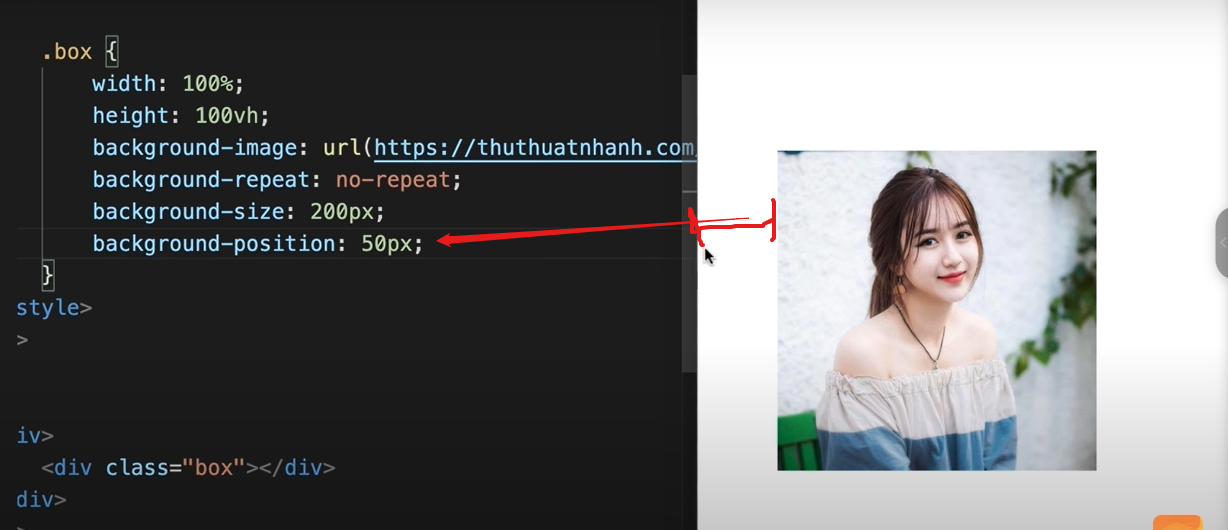 .box {
width: 100%;
height: 100vh;
background-image: url(https://thuthuatnhanh.com/
background-repeat: no-repeat;
background-size: 200px;
background-position: 50px;
}
style>
>
iv>
<div class="box"></div>
div>
>